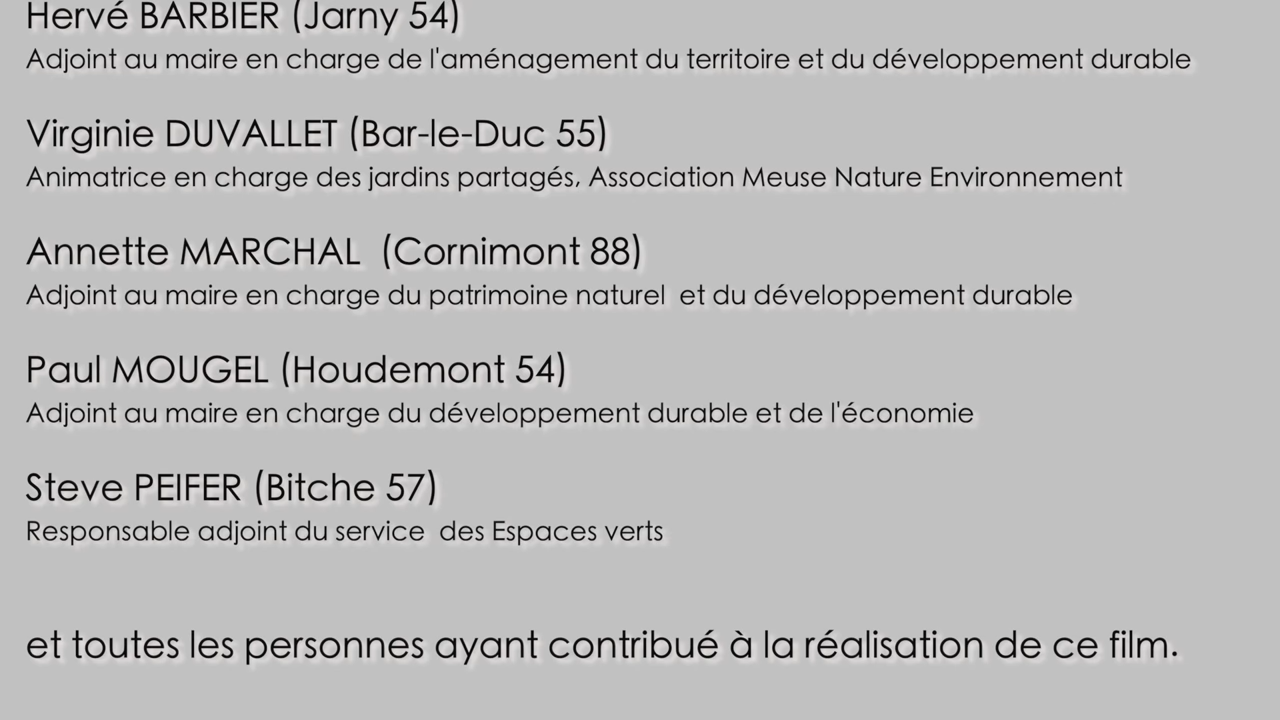 Hervé BARBIER (Jarny 54)
Adjoint au maire en charge de l'aménagement du territoire et du développement durable
Virginie DUVALLET (Bar-le-Duc 55)
Animatrice en charge des jardins partagés, Association Meuse Nature Environnement
Annette MARCHAL  (Cornimont 88)
Adjoint au maire en charge du patrimoine naturel  et du développement durable
Paul MOUGEL (Houdemont 54)
Adjoint au maire en charge du développement durable et de l'économie
Steve PEIFER (Bitche 57)
Responsable adjoint du service  des Espaces verts
et toutes les personnes ayant contribué à la réalisation de ce film.